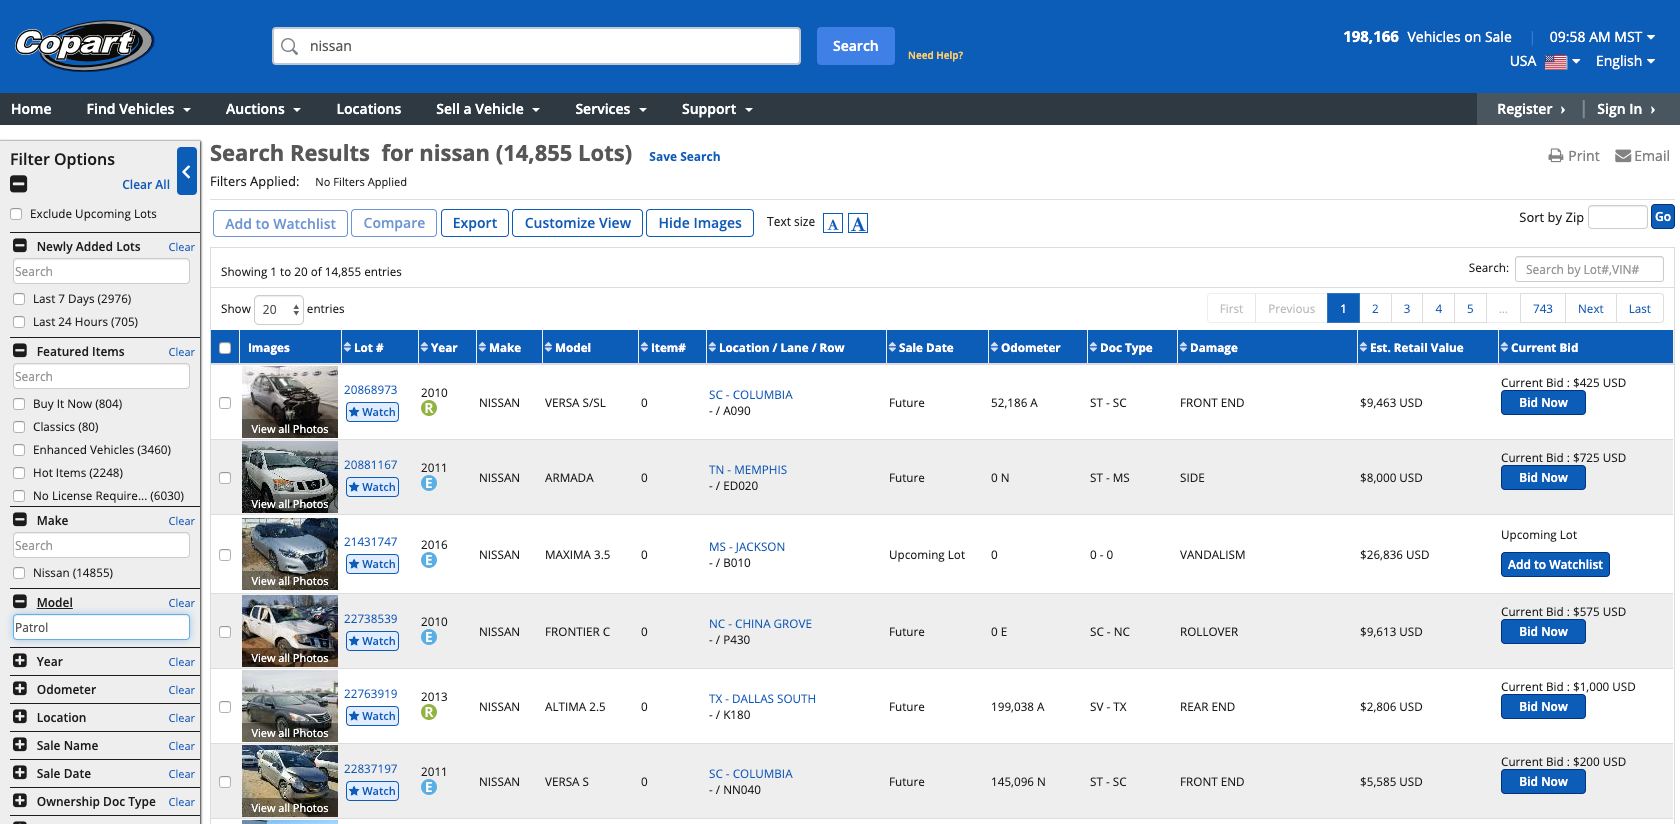 Copart
nissan
Search
Need Help?
198,166 Vehicles on Sale
09:58 AM MST
USA
English
Home
Find Vehicles
Auctions
Locations
Sell a Vehicle
Services
Support
Register ›
Sign In ›
Filter Options
Clear All
Exclude Upcoming Lots
Newly Added Lots Clear
Search
Last 7 Days (2976)
Last 24 Hours (705)
Featured Items Clear
Search
Buy It Now (804)
Classics (80)
Enhanced Vehicles (3460)
Hot Items (2248)
No License Require... (6030)
Make Clear
Search
Nissan (14855)
Model Clear
Patrol
Year Clear
Odometer Clear
Location Clear
Sale Name Clear
Sale Date Clear
Ownership Doc Type Clear
Search Results for nissan (14,855 Lots) Save Search
Print Email
Filters Applied: No Filters Applied
Add to Watchlist Compare Export Customize View Hide Images Text size A A
Sort by Zip Go
Showing 1 to 20 of 14,855 entries
Search: Search by Lot#,VIN#
Show 20 entries
First Previous 1 2 3 4 5 ... 743 Next Last
Images Lot # Year Make Model Item# Location / Lane / Row Sale Date Odometer Doc Type Damage Est. Retail Value Current Bid
View all Photos
20868973
Watch
2010
R
NISSAN VERSA S/SL 0
SC - COLUMBIA
- / A090
Future 52,186 A ST - SC FRONT END $9,463 USD
Current Bid : $425 USD
Bid Now
View all Photos
20881167
Watch
2011
E
NISSAN ARMADA 0
TN - MEMPHIS
- / ED020
Future 0 N ST - MS SIDE $8,000 USD
Current Bid : $725 USD
Bid Now
View all Photos
21431747
Watch
2016
E
NISSAN MAXIMA 3.5 0
MS - JACKSON
- / B010
Upcoming Lot 0 0 - 0 VANDALISM $26,836 USD
Upcoming Lot
Add to Watchlist
View all Photos
22738539
Watch
2010
E
NISSAN FRONTIER C 0
NC - CHINA GROVE
- / P430
Future 0 E SC - NC ROLLOVER $9,613 USD
Current Bid : $575 USD
Bid Now
View all Photos
22763919
Watch
2013
R
NISSAN ALTIMA 2.5 0
TX - DALLAS SOUTH
- / K180
Future 199,038 A SV - TX REAR END $2,806 USD
Current Bid : $1,000 USD
Bid Now
View all Photos
22837197
Watch
2011
E
NISSAN VERSA S 0
SC - COLUMBIA
- / NN040
Future 145,096 N ST - SC FRONT END $5,585 USD
Current Bid : $200 USD
Bid Now